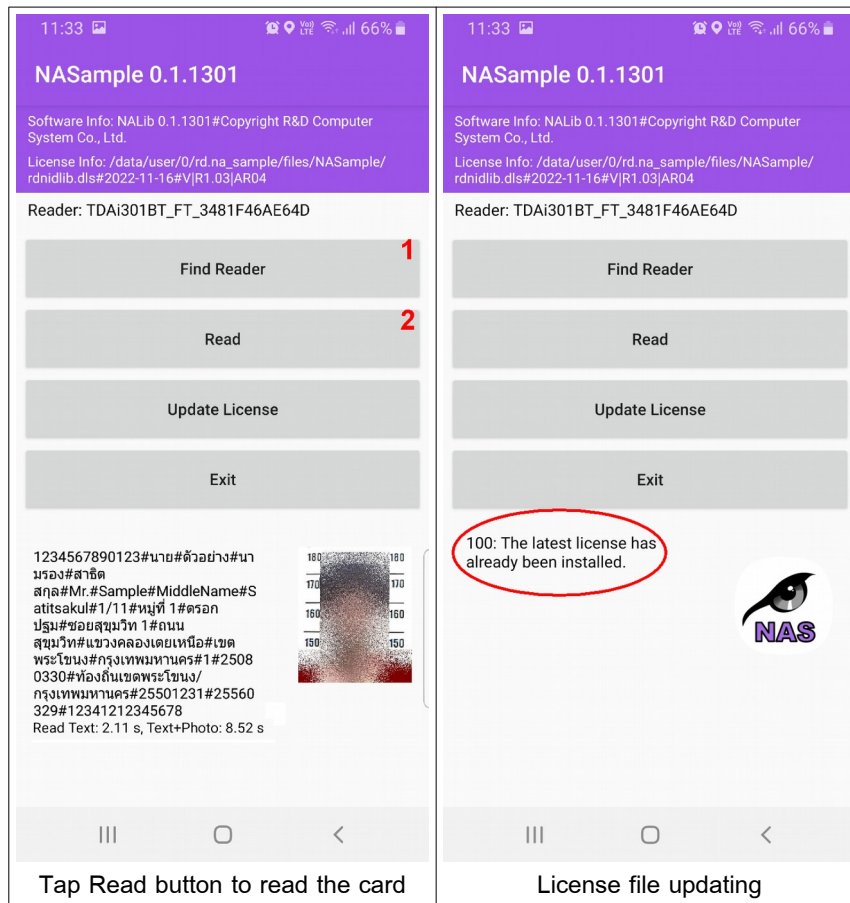 11:33 Vo) LTE 66%
NASample 0.1.1301
Software Info: NALib 0.1.1301#Copyright R&D Computer
System Co., Ltd.
License Info: /data/user/0/rd.na_sample/files/NASample/
rdnidlib.dls#2022-11-16#V|R1.03|AR04
Reader: TDAi301BT_FT_3481F46AE64D
Find Reader 1
Read 2
Update License
Exit
1234567890123#นาย#ตัวอย่าง#นา
มรอง#สาธิต
สกุล#Mr.#Sample#MiddleName#S
atitsakul#1/11#หมู่ที่ 1#ตรอก
ปฐม#ซอยสุขุมวิท 1#ถนน
สุขุมวิท#แขวงคลองเตยเหนือ#เขต
พระโขนง#กรุงเทพมหานคร#1#2508
0330#ท้องถิ่นเขตพระโขนง/
กรุงเทพมหานคร#25501231#25560
329#12341212345678
Read Text: 2.11 s, Text+Photo: 8.52 s
180 180
170 170
160 160
150 150
Tap Read button to read the card
11:33 Vo) LTE 66%
NASample 0.1.1301
Software Info: NALib 0.1.1301#Copyright R&D Computer
System Co., Ltd.
License Info: /data/user/0/rd.na_sample/files/NASample/
rdnidlib.dls#2022-11-16#V|R1.03|AR04
Reader: TDAi301BT_FT_3481F46AE64D
Find Reader
Read
Update License
Exit
100: The latest license has
already been installed.
NAS
License file updating